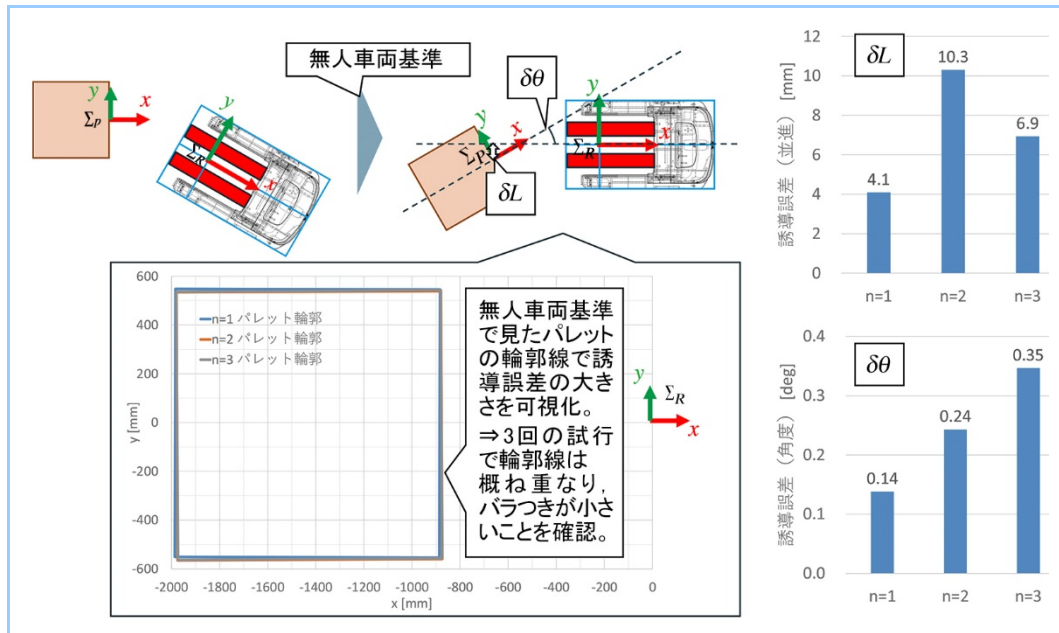 無人車両基準
y
x
Σ_P
y
Σ_R
x
δθ
y
x
Σ_P
δL
y
Σ_R
x
600
400
200
0
-200
-400
-600
y [mm]
n=1 パレット輪郭
n=2 パレット輪郭
n=3 パレット輪郭
-2000
-1800
-1600
-1400
-1200
-1000
-800
-600
-400
-200
0
x [mm]
無人車両基準
で見たパレット
の輪郭線で誘
導誤差の大き
さを可視化。
⇒3回の試行
で輪郭線は
概ね重なり,
バラつきが小さ
いことを確認。
y
Σ_R
x
δL
誘導誤差（並進） [mm]
12
10
8
6
4
2
0
4.1
10.3
6.9
n=1
n=2
n=3
δθ
誘導誤差（角度） [deg]
0.4
0.3
0.2
0.1
0.0
0.14
0.24
0.35
n=1
n=2
n=3